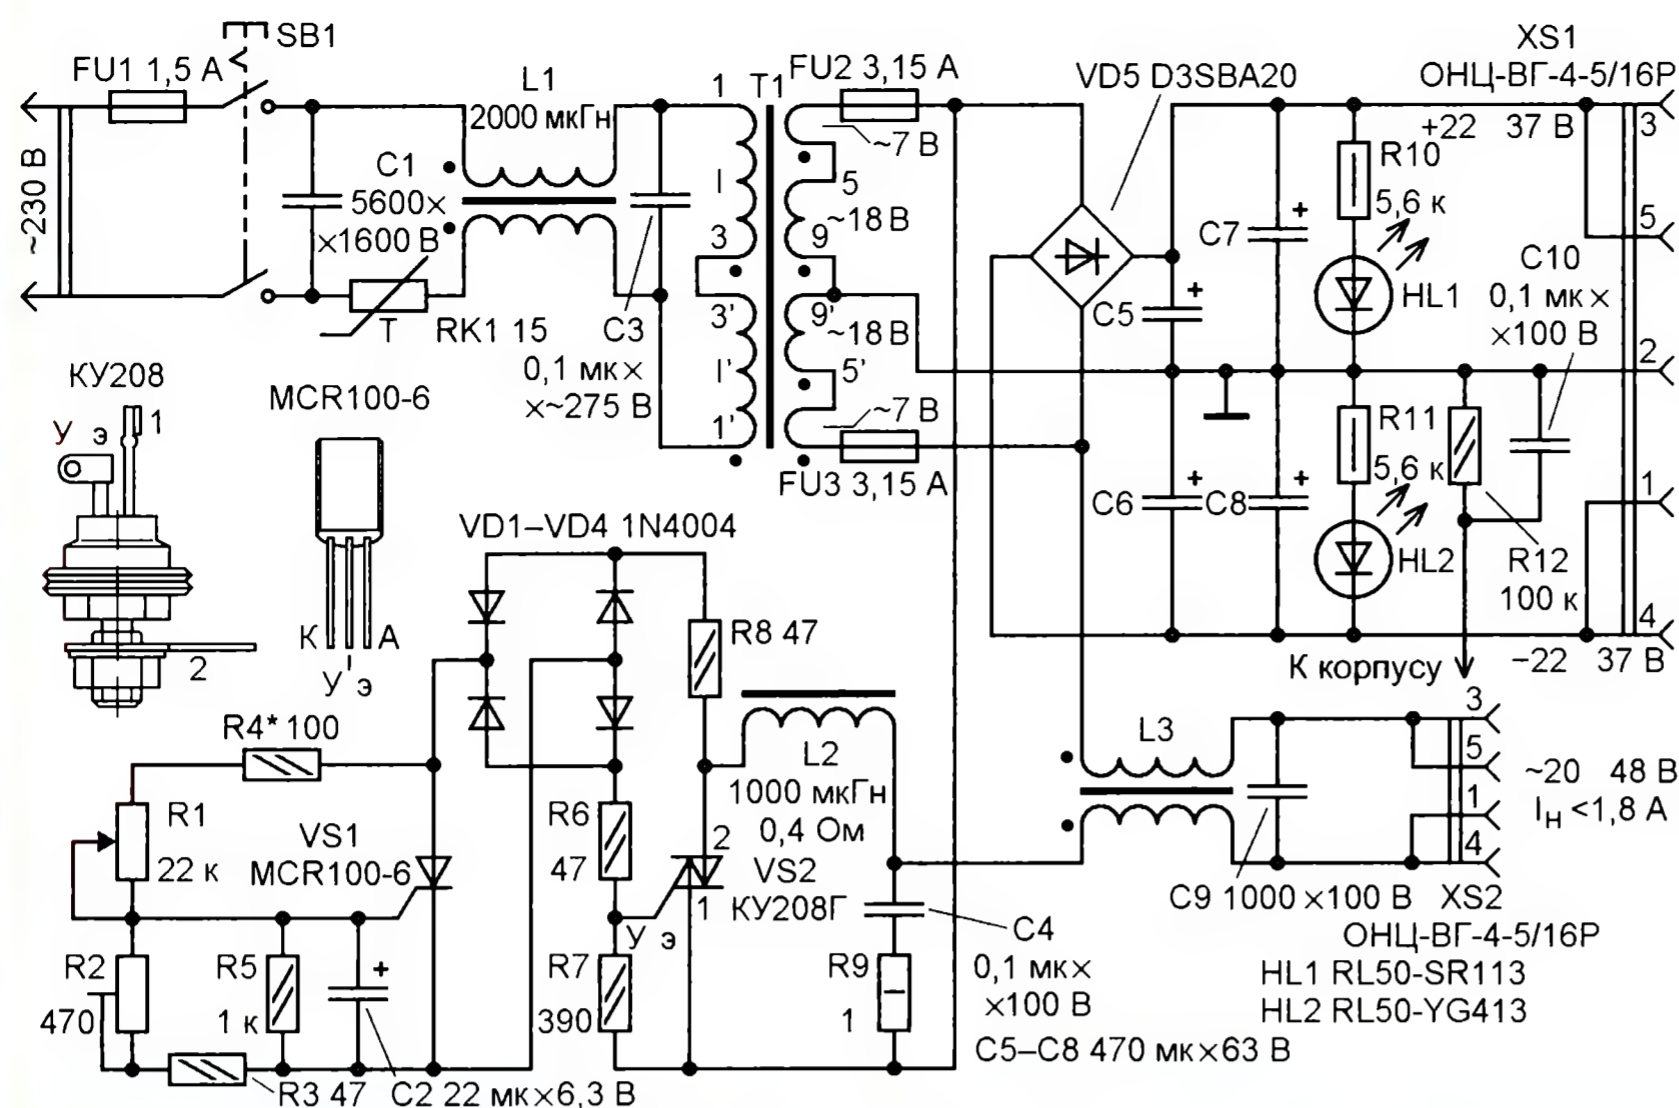 SB1
FU1 1,5 А
~230 В
C1
5600×
×1600 В
L1
2000 мкГн
T
RK1 15
C3
0,1 мк×
×~275 В
1
T1
I
3
3'
I'
1'
FU2 3,15 А
~7 В
5
~18 В
9
9'
~18 В
5'
~7 В
FU3 3,15 А
VD5 D3SBA20
XS1
ОНЦ-ВГ-4-5/16Р
+22 37 В
3
R10
5,6 к
C7
+
5
C10
0,1 мк×
×100 В
HL1
C5
+
2
R11
5,6 к
C6
+
C8
+
1
HL2
R12
100 к
4
К корпусу
−22 37 В
КУ208
У э
1
2
MCR100-6
К
А
У э
VD1–VD4 1N4004
R8 47
L2
1000 мкГн
0,4 Ом
R4* 100
R1
22 к
VS1
MCR100-6
R6
47
2
VS2
КУ208Г
1
У э
R2
470
R5
1 к
+
R7
390
R9
1
C4
0,1 мк×
×100 В
R3 47
C2 22 мк×6,3 В
L3
3
5
~20 48 В
1
Iн <1,8 А
4
C9 1000 ×100 В
XS2
ОНЦ-ВГ-4-5/16Р
HL1 RL50-SR113
HL2 RL50-YG413
C5–C8 470 мк×63 В